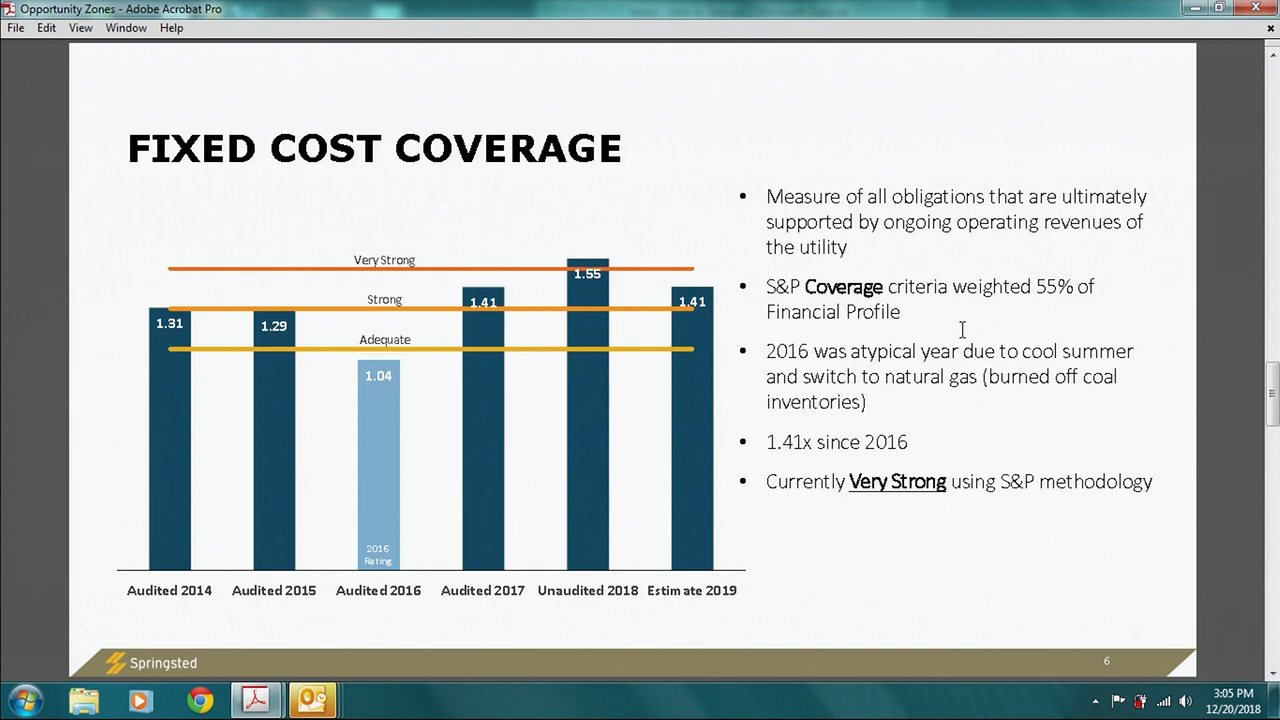 Opportunity Zones - Adobe Acrobat Pro
File Edit View Window Help
FIXED COST COVERAGE
Very Strong
Strong
Adequate
1.31
1.29
1.04
1.41
1.55
1.41
2016
Rating
Audited 2014 Audited 2015 Audited 2016 Audited 2017 Unaudited 2018 Estimate 2019
• Measure of all obligations that are ultimately
supported by ongoing operating revenues of
the utility
• S&P Coverage criteria weighted 55% of
Financial Profile
• 2016 was atypical year due to cool summer
and switch to natural gas (burned off coal
inventories)
• 1.41x since 2016
• Currently Very Strong using S&P methodology
Springsted
6
3:05 PM
12/20/2018